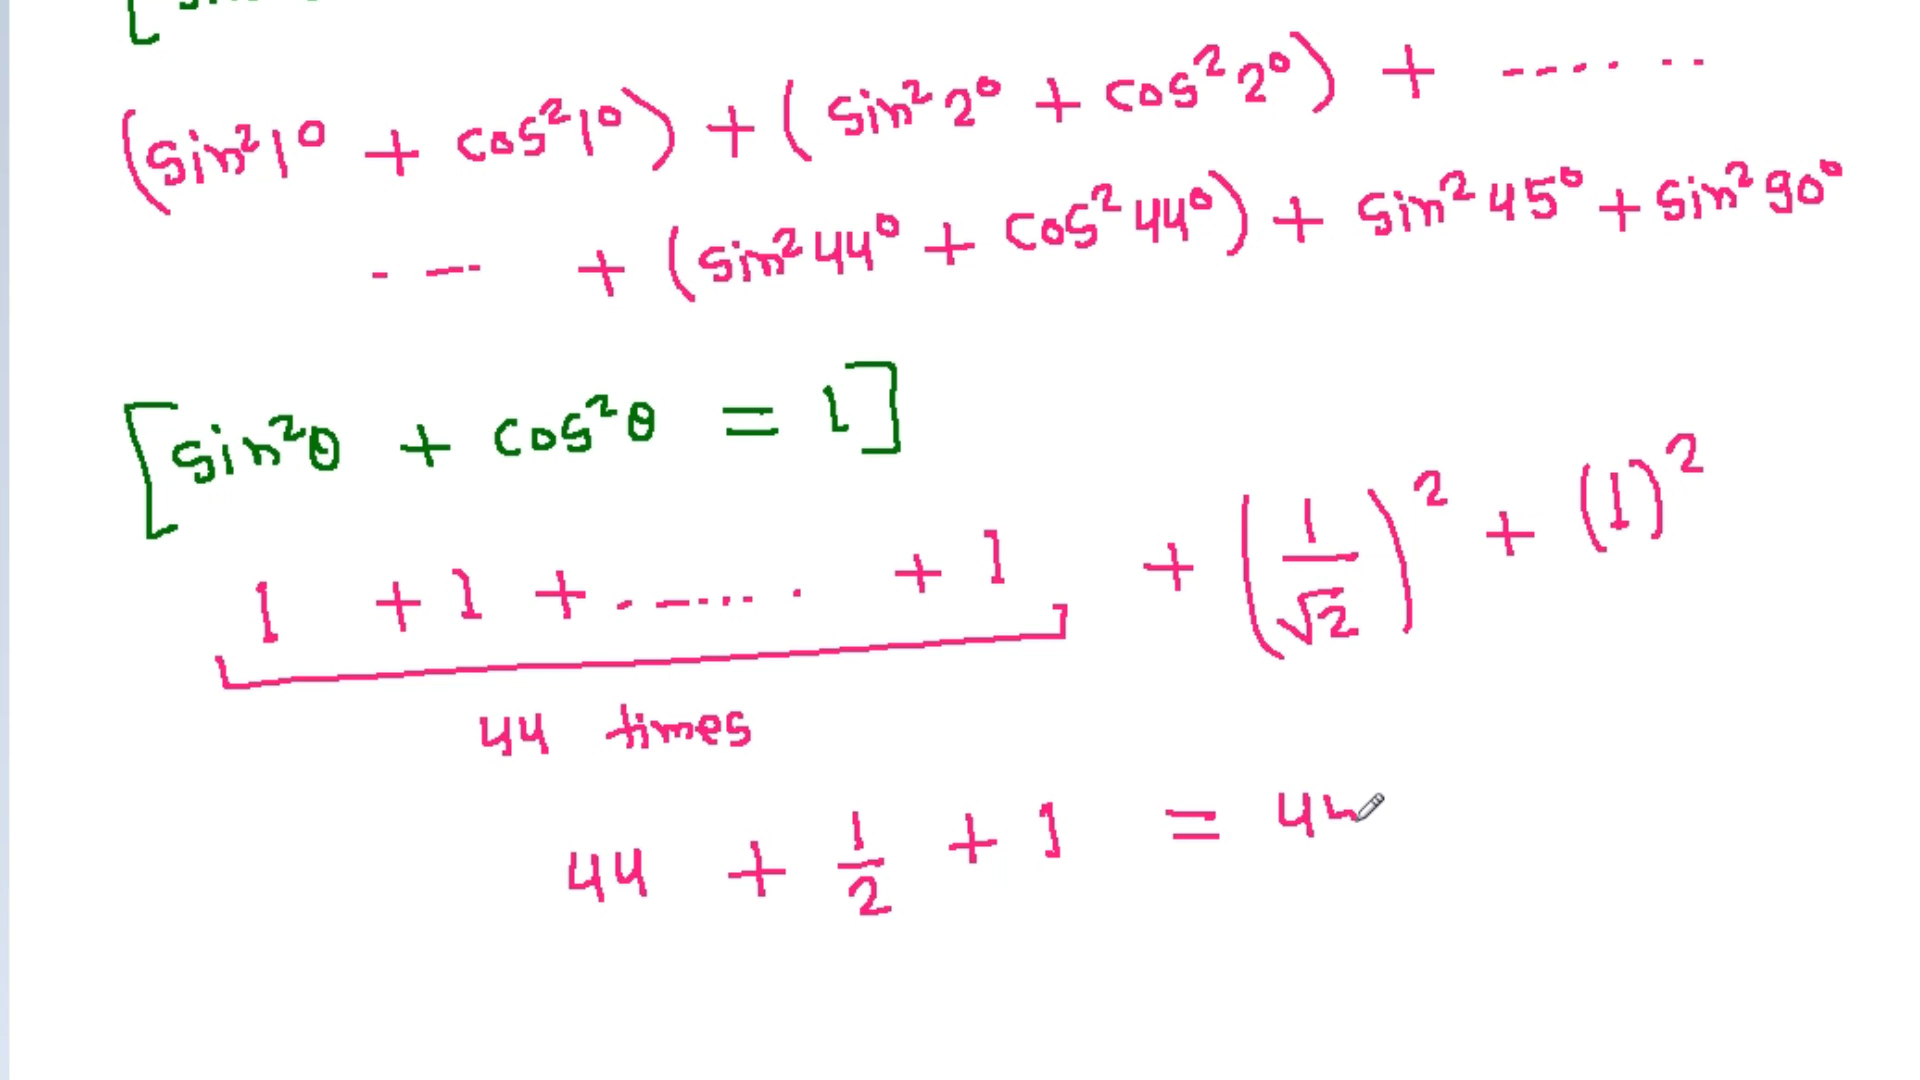 (sin²1° + cos²1°) + (sin²2° + cos²2°) + ......
.... + (sin²44° + cos²44°) + sin²45° + sin²90°
[sin²θ + cos²θ = 1]
1 + 1 + ....... + 1 + (1/√2)² + (1)²
44 times
44 + 1/2 + 1 = 44